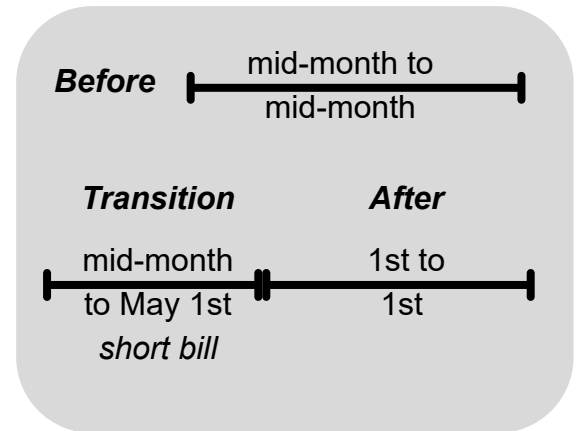 Before
mid-month to
mid-month
Transition
mid-month
to May 1st
short bill
After
1st to
1st